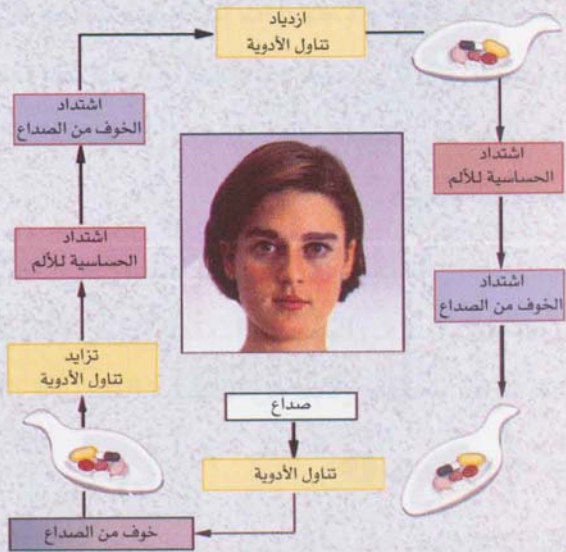 ازدياد
تناول الأدوية
اشتداد
الخوف من الصداع
اشتداد
الحساسية للألم
اشتداد
الحساسية للألم
اشتداد
الخوف من الصداع
تزايد
تناول الأدوية
صداع
تناول الأدوية
خوف من الصداع